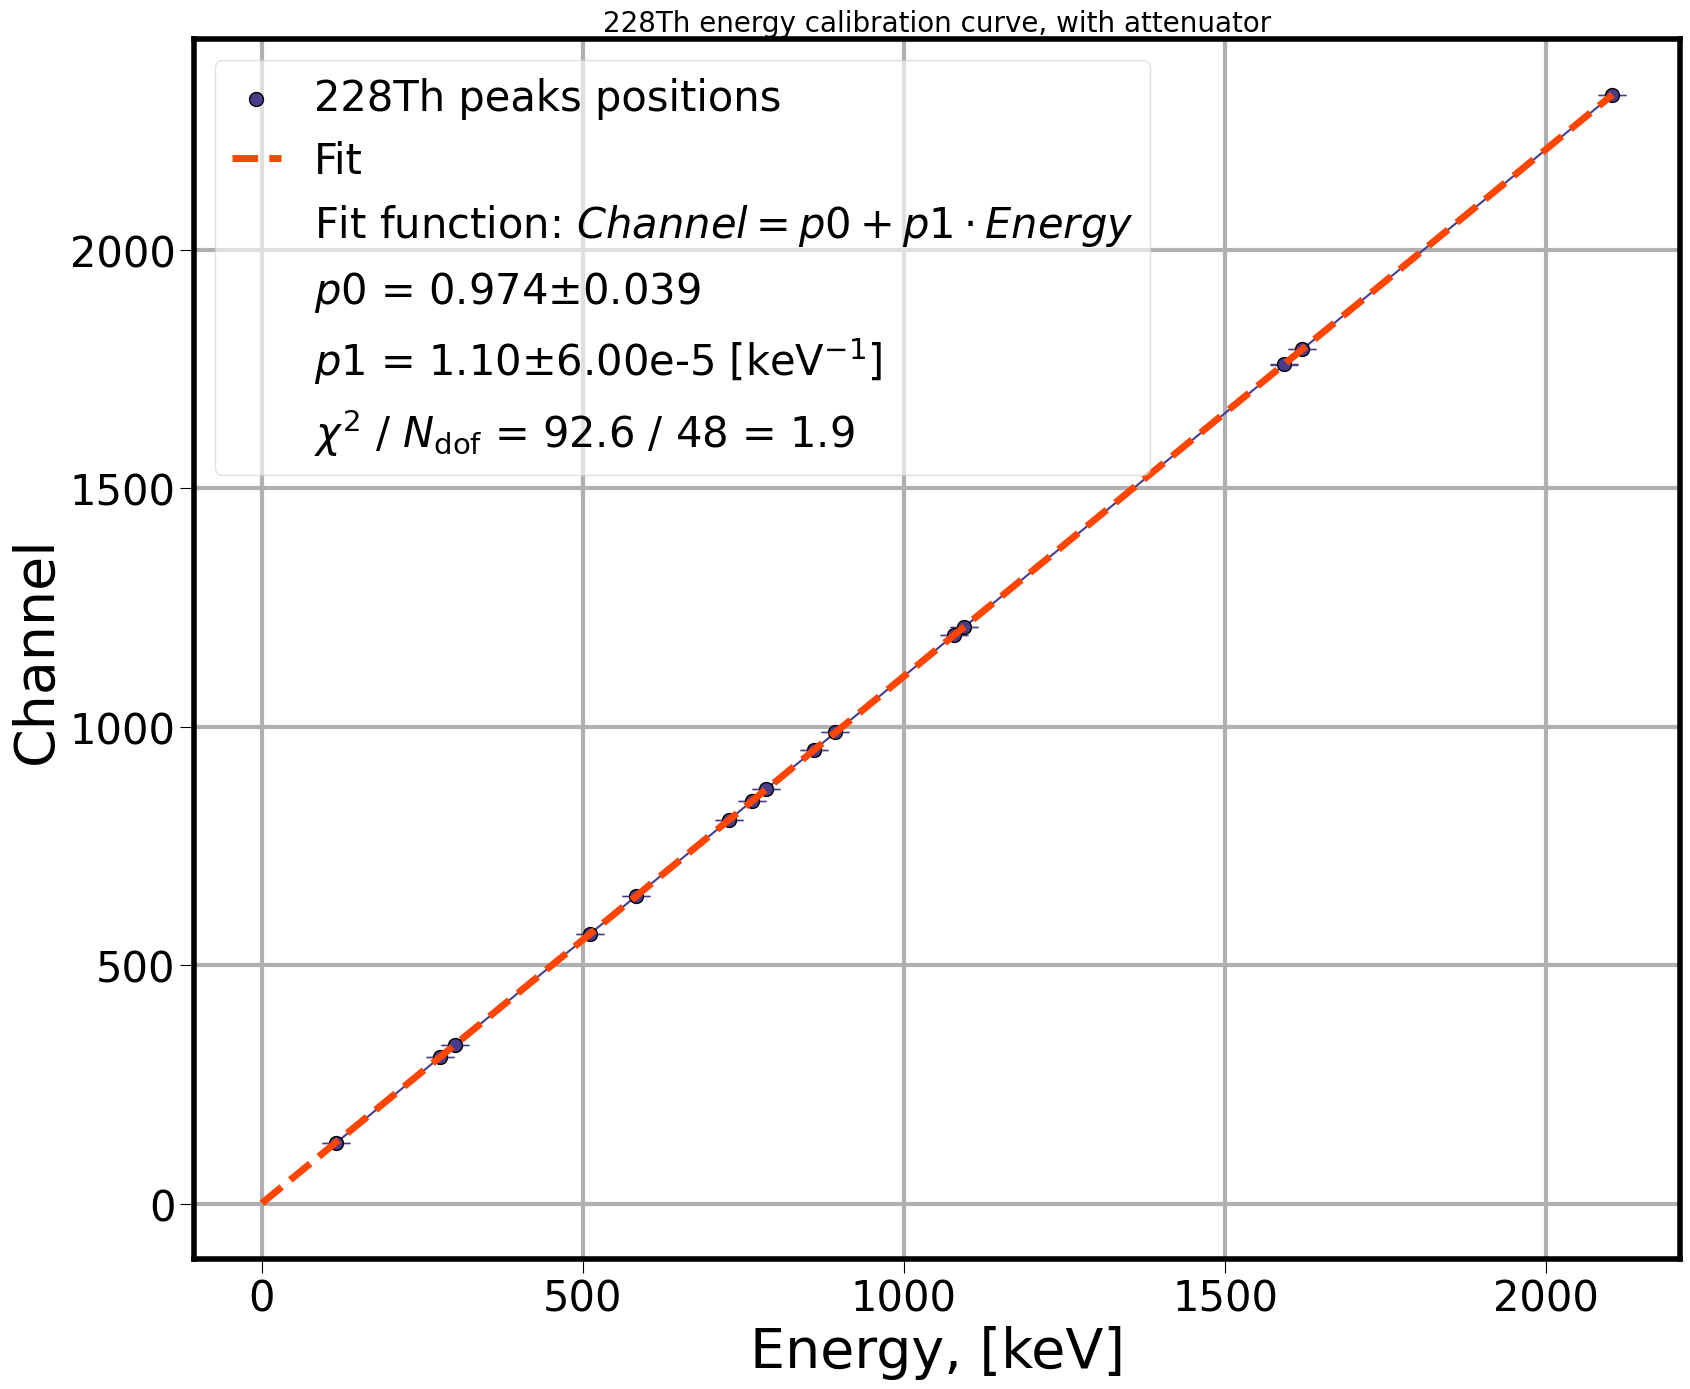 228Th energy calibration curve, with attenuator
228Th peaks positions
Fit
Fit function: Channel = p0 + p1 · Energy
p0 = 0.974±0.039
p1 = 1.10±6.00e-5 [keV⁻¹]
χ² / N_dof = 92.6 / 48 = 1.9
Channel
2000
1500
1000
500
0
0 500 1000 1500 2000
Energy, [keV]